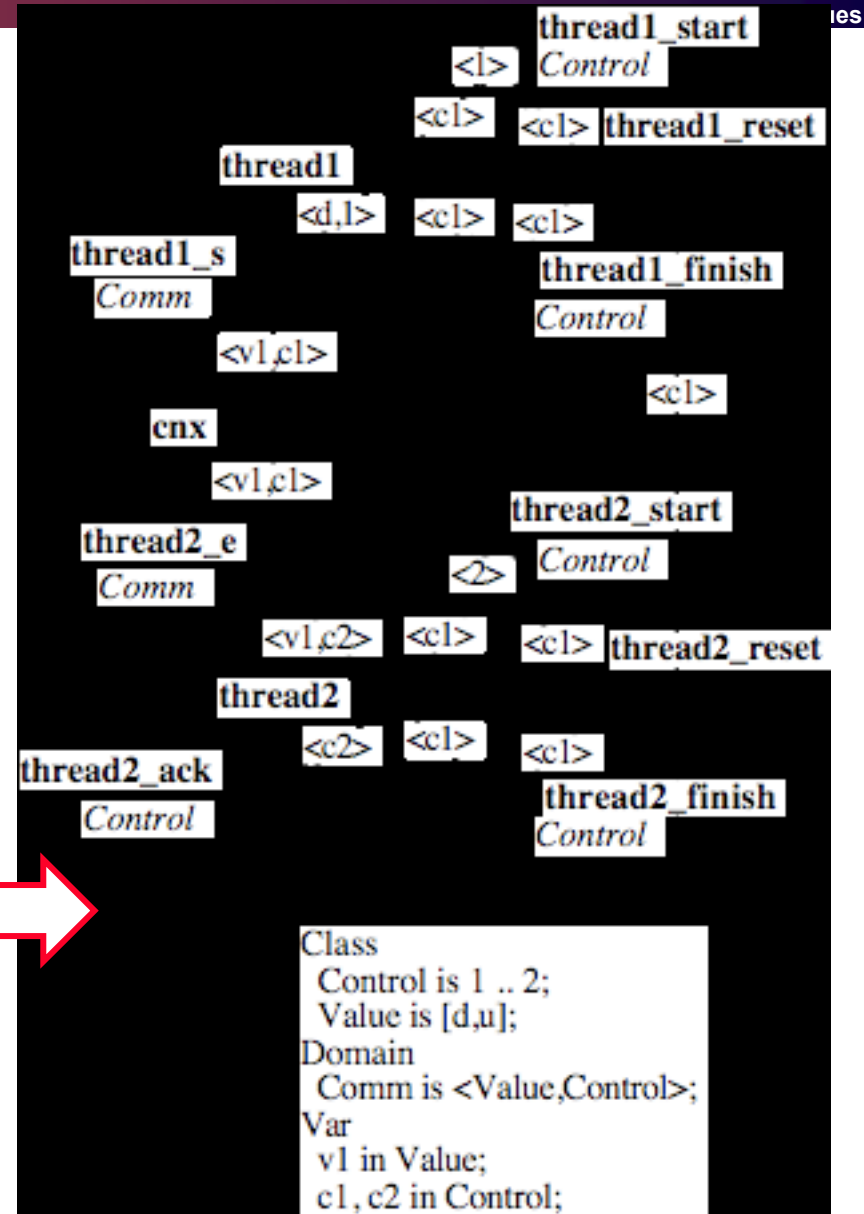 ues
thread1_start
<1> Control
<c1> <c1> thread1_reset
thread1
<d,1> <c1> <c1>
thread1_s
thread1_finish
Comm
Control
<v1,c1>
<c1>
cnx
<v1,c1>
thread2_start
thread2_e
Control
<2>
Comm
<v1,c2> <c1> <c1> thread2_reset
thread2
<c2> <c1> <c1>
thread2_ack
thread2_finish
Control
Control
Class
Control is 1 .. 2;
Value is [d,u];
Domain
Comm is <Value,Control>;
Var
v1 in Value;
c1, c2 in Control;